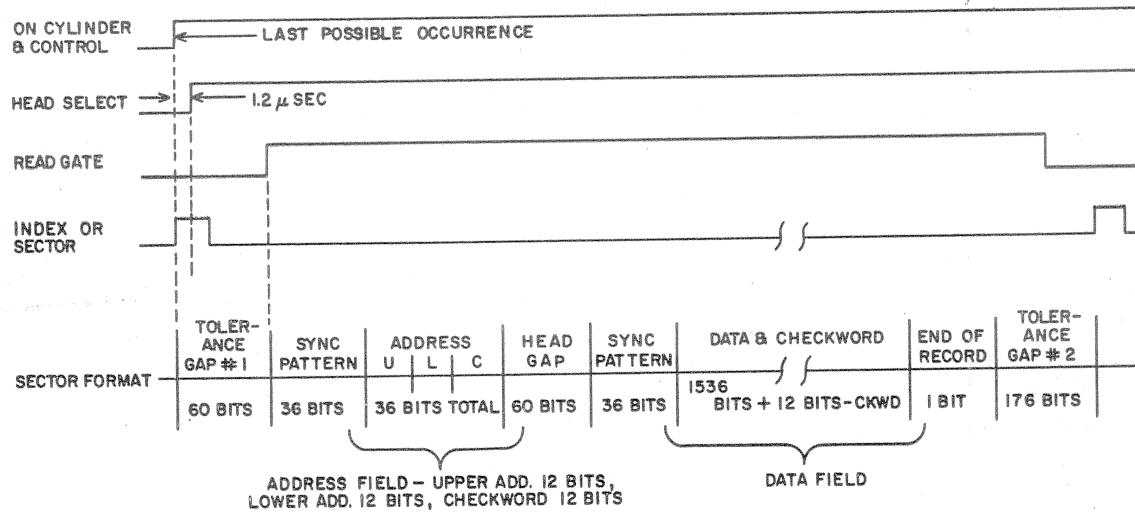 ON CYLINDER
& CONTROL
LAST POSSIBLE OCCURRENCE
HEAD SELECT
1.2 μ SEC
READ GATE
INDEX OR
SECTOR
SECTOR FORMAT
TOLER-
ANCE
GAP # 1
SYNC
PATTERN
ADDRESS
U L C
HEAD
GAP
SYNC
PATTERN
DATA & CHECKWORD
END OF
RECORD
TOLER-
ANCE
GAP # 2
60 BITS
36 BITS
36 BITS TOTAL
60 BITS
36 BITS
1536
BITS + 12 BITS-CKWD
1 BIT
176 BITS
ADDRESS FIELD – UPPER ADD. 12 BITS,
LOWER ADD. 12 BITS, CHECKWORD 12 BITS
DATA FIELD